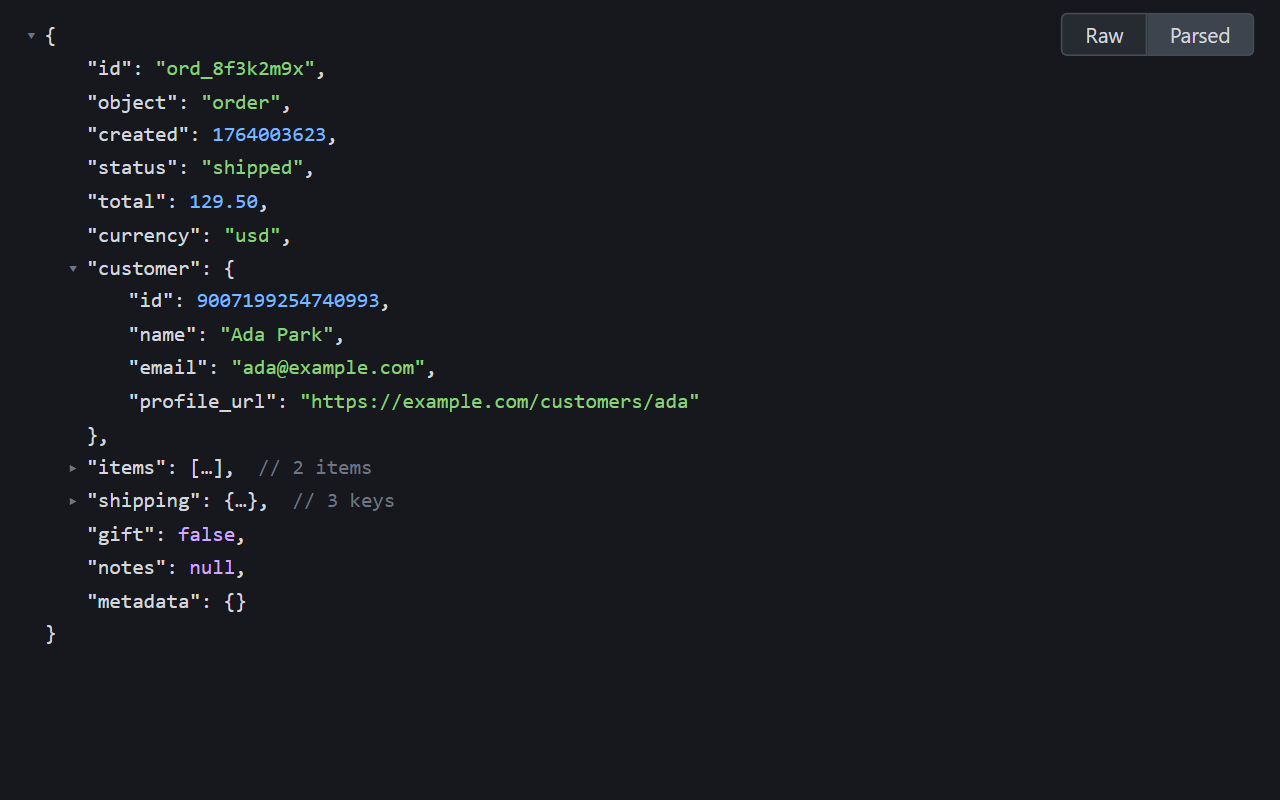 Raw Parsed
{
"id": "ord_8f3k2m9x",
"object": "order",
"created": 1764003623,
"status": "shipped",
"total": 129.50,
"currency": "usd",
"customer": {
"id": 9007199254740993,
"name": "Ada Park",
"email": "ada@example.com",
"profile_url": "https://example.com/customers/ada"
},
"items": […], // 2 items
"shipping": {…}, // 3 keys
"gift": false,
"notes": null,
"metadata": {}
}